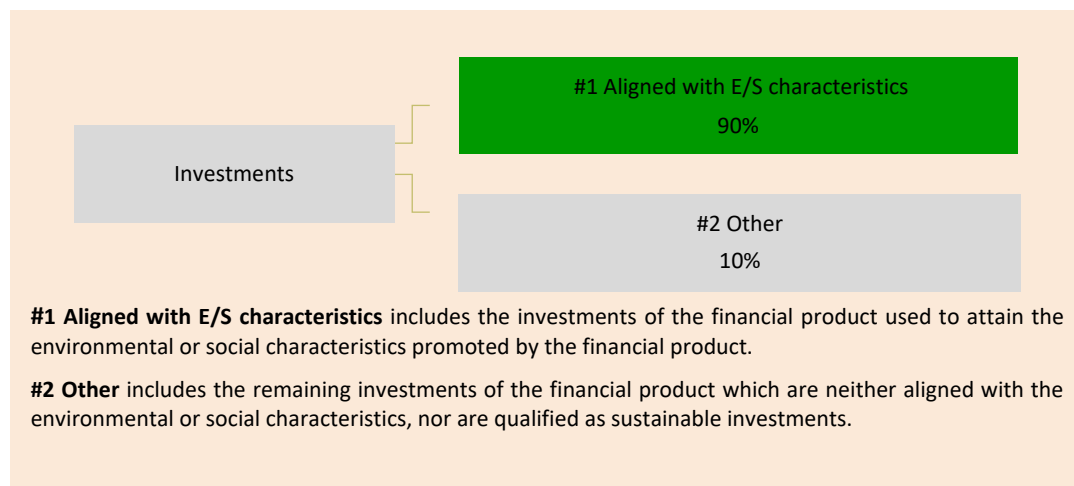 #1 Aligned with E/S characteristics
90%
Investments
#2 Other
10%
#1 Aligned with E/S characteristics includes the investments of the financial product used to attain the
environmental or social characteristics promoted by the financial product.
#2 Other includes the remaining investments of the financial product which are neither aligned with the
environmental or social characteristics, nor are qualified as sustainable investments.